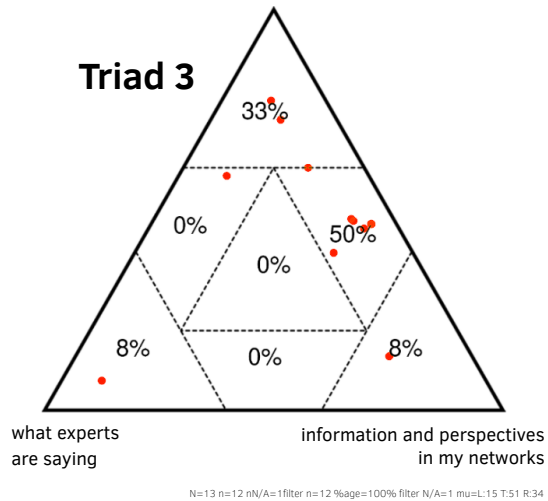 Triad 3
33%
0%
50%
0%
8%
0%
8%
what experts
are saying
information and perspectives
in my networks
N=13 n=12 nN/A=1filter n=12 %age=100% filter N/A=1 mu=L:15 T:51 R:34